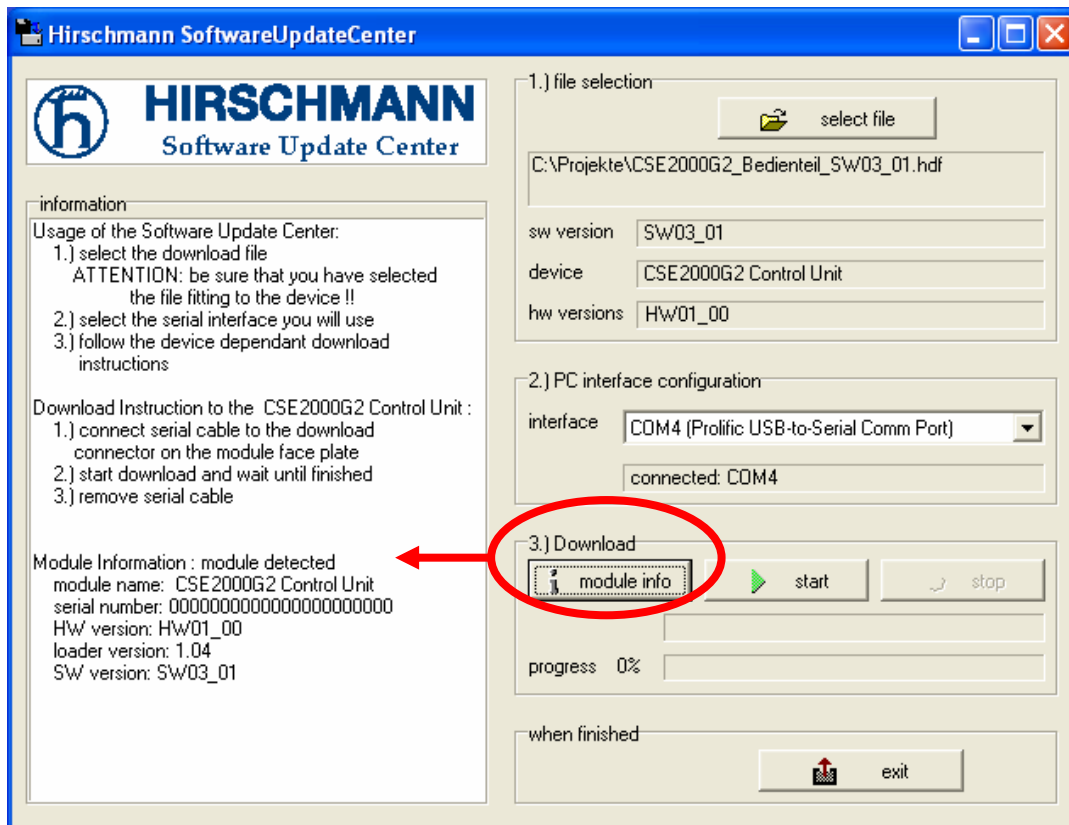 Hirschmann SoftwareUpdateCenter
HIRSCHMANN
Software Update Center
information
Usage of the Software Update Center:
1.) select the download file
ATTENTION: be sure that you have selected
the file fitting to the device !!
2.) select the serial interface you will use
3.) follow the device dependant download
instructions
Download Instruction to the CSE2000G2 Control Unit :
1.) connect serial cable to the download
connector on the module face plate
2.) start download and wait until finished
3.) remove serial cable
Module Information : module detected
module name: CSE2000G2 Control Unit
serial number: 00000000000000000000000
HW version: HW01_00
loader version: 1.04
SW version: SW03_01
1.) file selection
select file
C:\Projekte\CSE2000G2_Bedienteil_SW03_01.hdf
sw version SW03_01
device CSE2000G2 Control Unit
hw versions HW01_00
2.) PC interface configuration
interface COM4 (Prolific USB-to-Serial Comm Port)
connected: COM4
3.) Download
module info start stop
progress 0%
when finished
exit